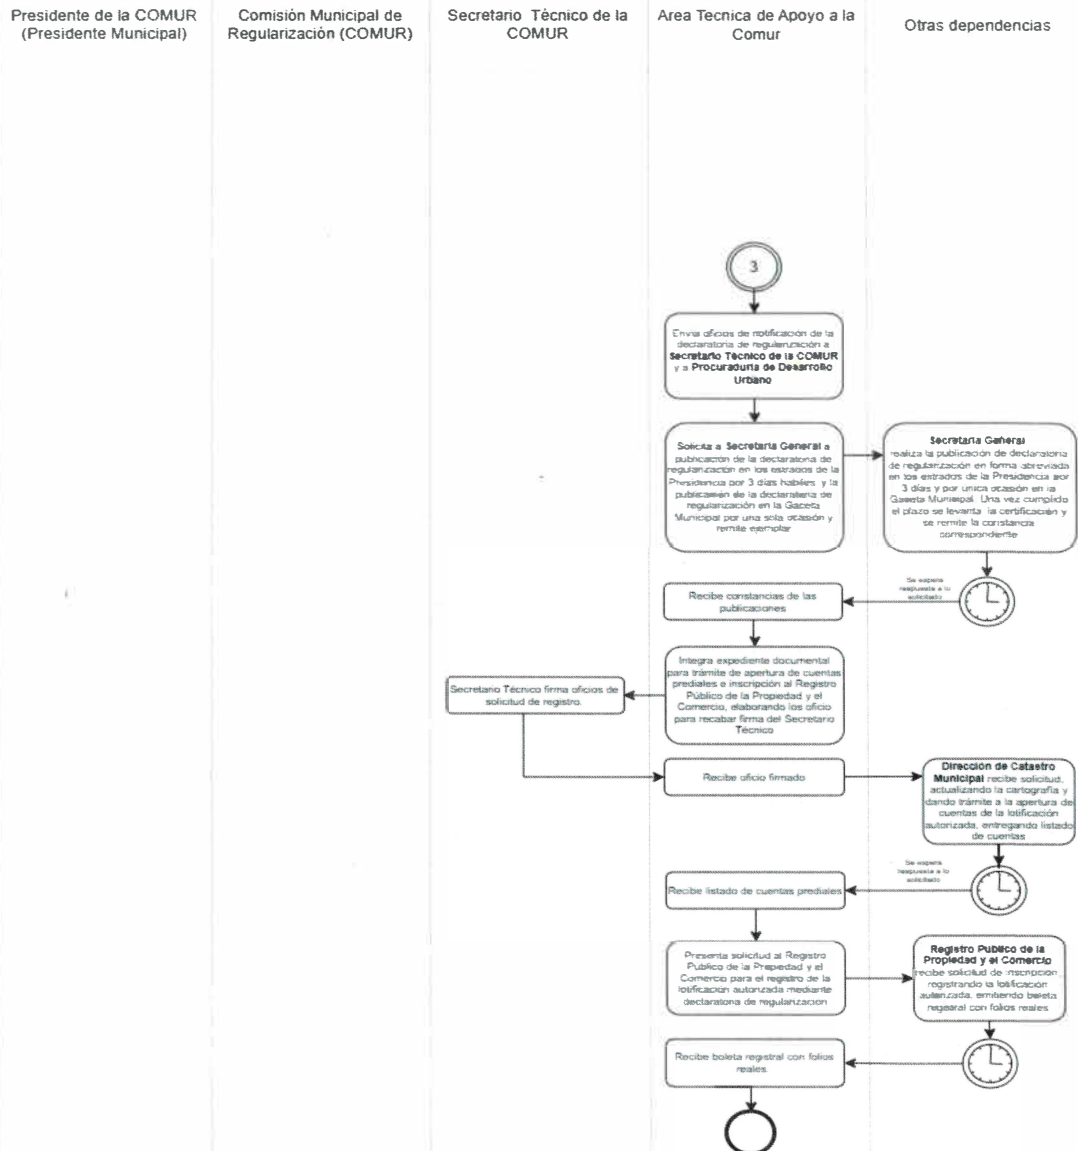 Presidente de la COMUR
(Presidente Municipal)
Comisión Municipal de
Regularización (COMUR)
Secretario Técnico de la
COMUR
Area Tecnica de Apoyo a la
Comur
Otras dependencias
3
Envia oficios de notificación de la
declaratoria de regularización a
Secretario Técnico de la COMUR
y a Procuraduría de Desarrollo
Urbano
Solicita a Secretaria General a
publicación de la declaratoria de
regularización en los estrados de la
Presidencia por 3 días habiles y la
publicación de la declaratoria de
regularización en la Gaceta
Municipal por una sola ocasión y
remite ejemplar
Secretaria General
realiza la publicación de declaratoria
de regularización en forma abreviada
en los estrados de la Presidencia por
3 días y por unica ocasión en la
Gaseta Municipal. Una vez cumplido
el plazo se levanta la certificación y
se remite la constancia
correspondiente
Se espera
respuesta a lo
solicitado
Recibe constancias de las
publicaciones
Integra expediente documental
para trámite de apertura de cuentas
prediales e inscripción al Registro
Público de la Propiedad y el
Comercio, elaborando los oficio
para recabar firma del Secretario
Técnico
Secretario Técnico firma oficios de
solicitud de registro.
Recibe oficio firmado
Dirección de Catastro
Municipal recibe solicitud,
actualizando la cartografía y
dando trámite a la apertura de
cuentas de la lotificación
autorizada, entregando listado
de cuentas
Se espera
respuesta a lo
solicitado
Recibe listado de cuentas prediales
Presenta solicitud al Registro
Publico de la Propiedad y el
Comercio para el registro de la
lotificación autorizada mediante
declaratoria de regularizacion
Registro Publico de la
Propiedad y el Comercio
recibe solicitud de inscripción
registrando la lotificación
autorizada, emitiendo boleta
registral con folios reales
Recibe boleta registral con folios
reales